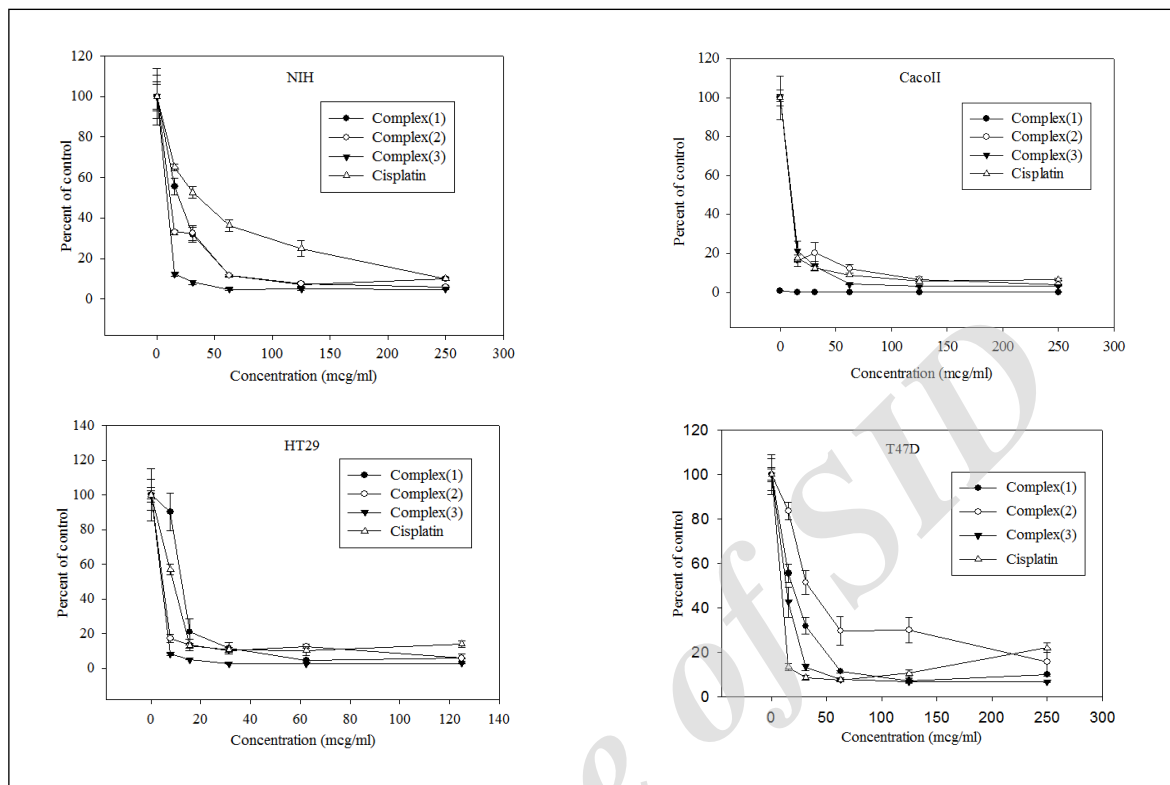 NIH
120
100
80
60
40
20
0
Percent of control
Complex(1)
Complex(2)
Complex(3)
Cisplatin
0 50 100 150 200 250 300
Concentration (mcg/ml)
CacoII
120
100
80
60
40
20
0
Percent of control
Complex(1)
Complex(2)
Complex(3)
Cisplatin
0 50 100 150 200 250 300
Concentration (mcg/ml)
HT29
140
120
100
80
60
40
20
0
Percent of control
Complex(1)
Complex(2)
Complex(3)
Cisplatin
0 20 40 60 80 100 120 140
Concentration (mcg/ml)
T47D
120
100
80
60
40
20
0
Percent of control
Complex(1)
Complex(2)
Complex(3)
Cisplatin
0 50 100 150 200 250 300
Concentration (mcg/ml)
of SID